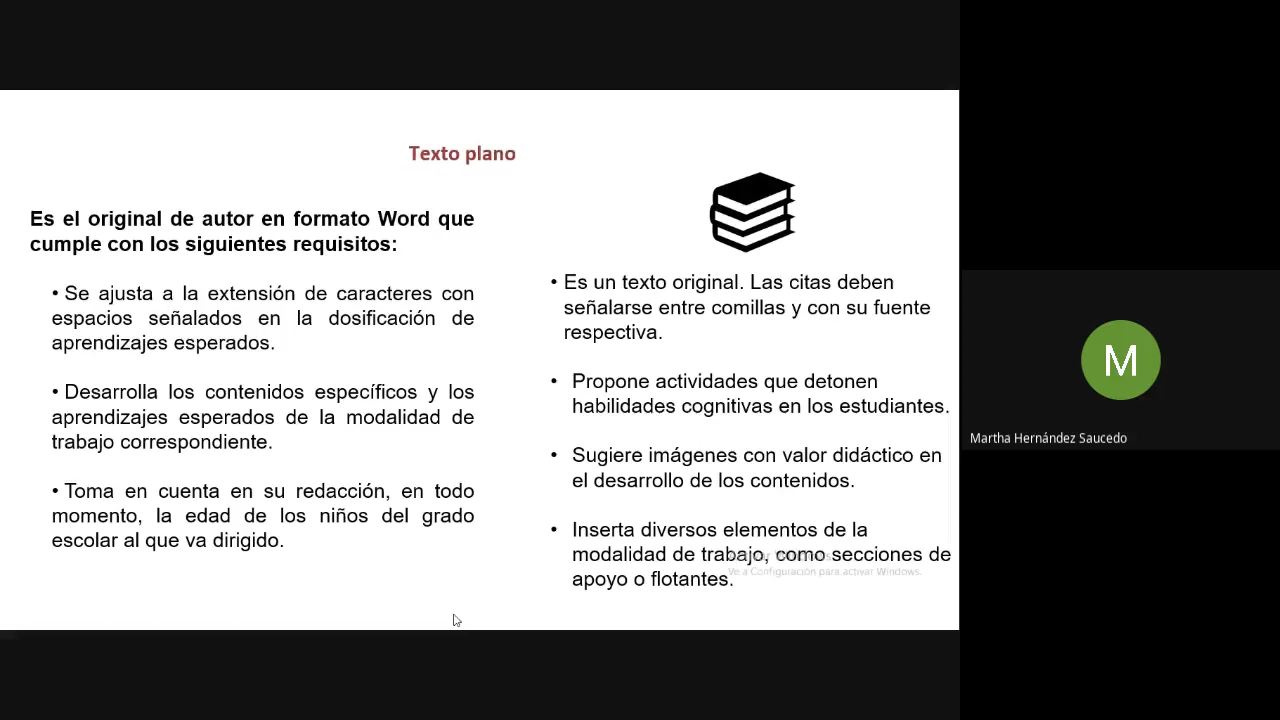 Texto plano
Es el original de autor en formato Word que
cumple con los siguientes requisitos:
• Se ajusta a la extensión de caracteres con
espacios señalados en la dosificación de
aprendizajes esperados.
• Desarrolla los contenidos específicos y los
aprendizajes esperados de la modalidad de
trabajo correspondiente.
• Toma en cuenta en su redacción, en todo
momento, la edad de los niños del grado
escolar al que va dirigido.
• Es un texto original. Las citas deben
señalarse entre comillas y con su fuente
respectiva.
• Propone actividades que detonen
habilidades cognitivas en los estudiantes.
• Sugiere imágenes con valor didáctico en
el desarrollo de los contenidos.
• Inserta diversos elementos de la
modalidad de trabajo, como secciones de
apoyo o flotantes.
Ve a Configuración para activar Windows.
M
Martha Hernández Saucedo